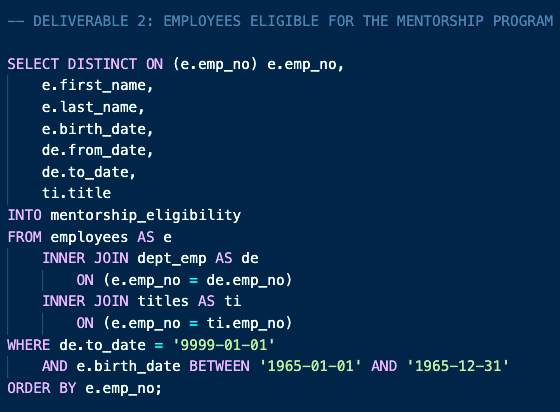 -- DELIVERABLE 2: EMPLOYEES ELIGIBLE FOR THE MENTORSHIP PROGRAM
SELECT DISTINCT ON (e.emp_no) e.emp_no,
e.first_name,
e.last_name,
e.birth_date,
de.from_date,
de.to_date,
ti.title
INTO mentorship_eligibility
FROM employees AS e
INNER JOIN dept_emp AS de
ON (e.emp_no = de.emp_no)
INNER JOIN titles AS ti
ON (e.emp_no = ti.emp_no)
WHERE de.to_date = '9999-01-01'
AND e.birth_date BETWEEN '1965-01-01' AND '1965-12-31'
ORDER BY e.emp_no;